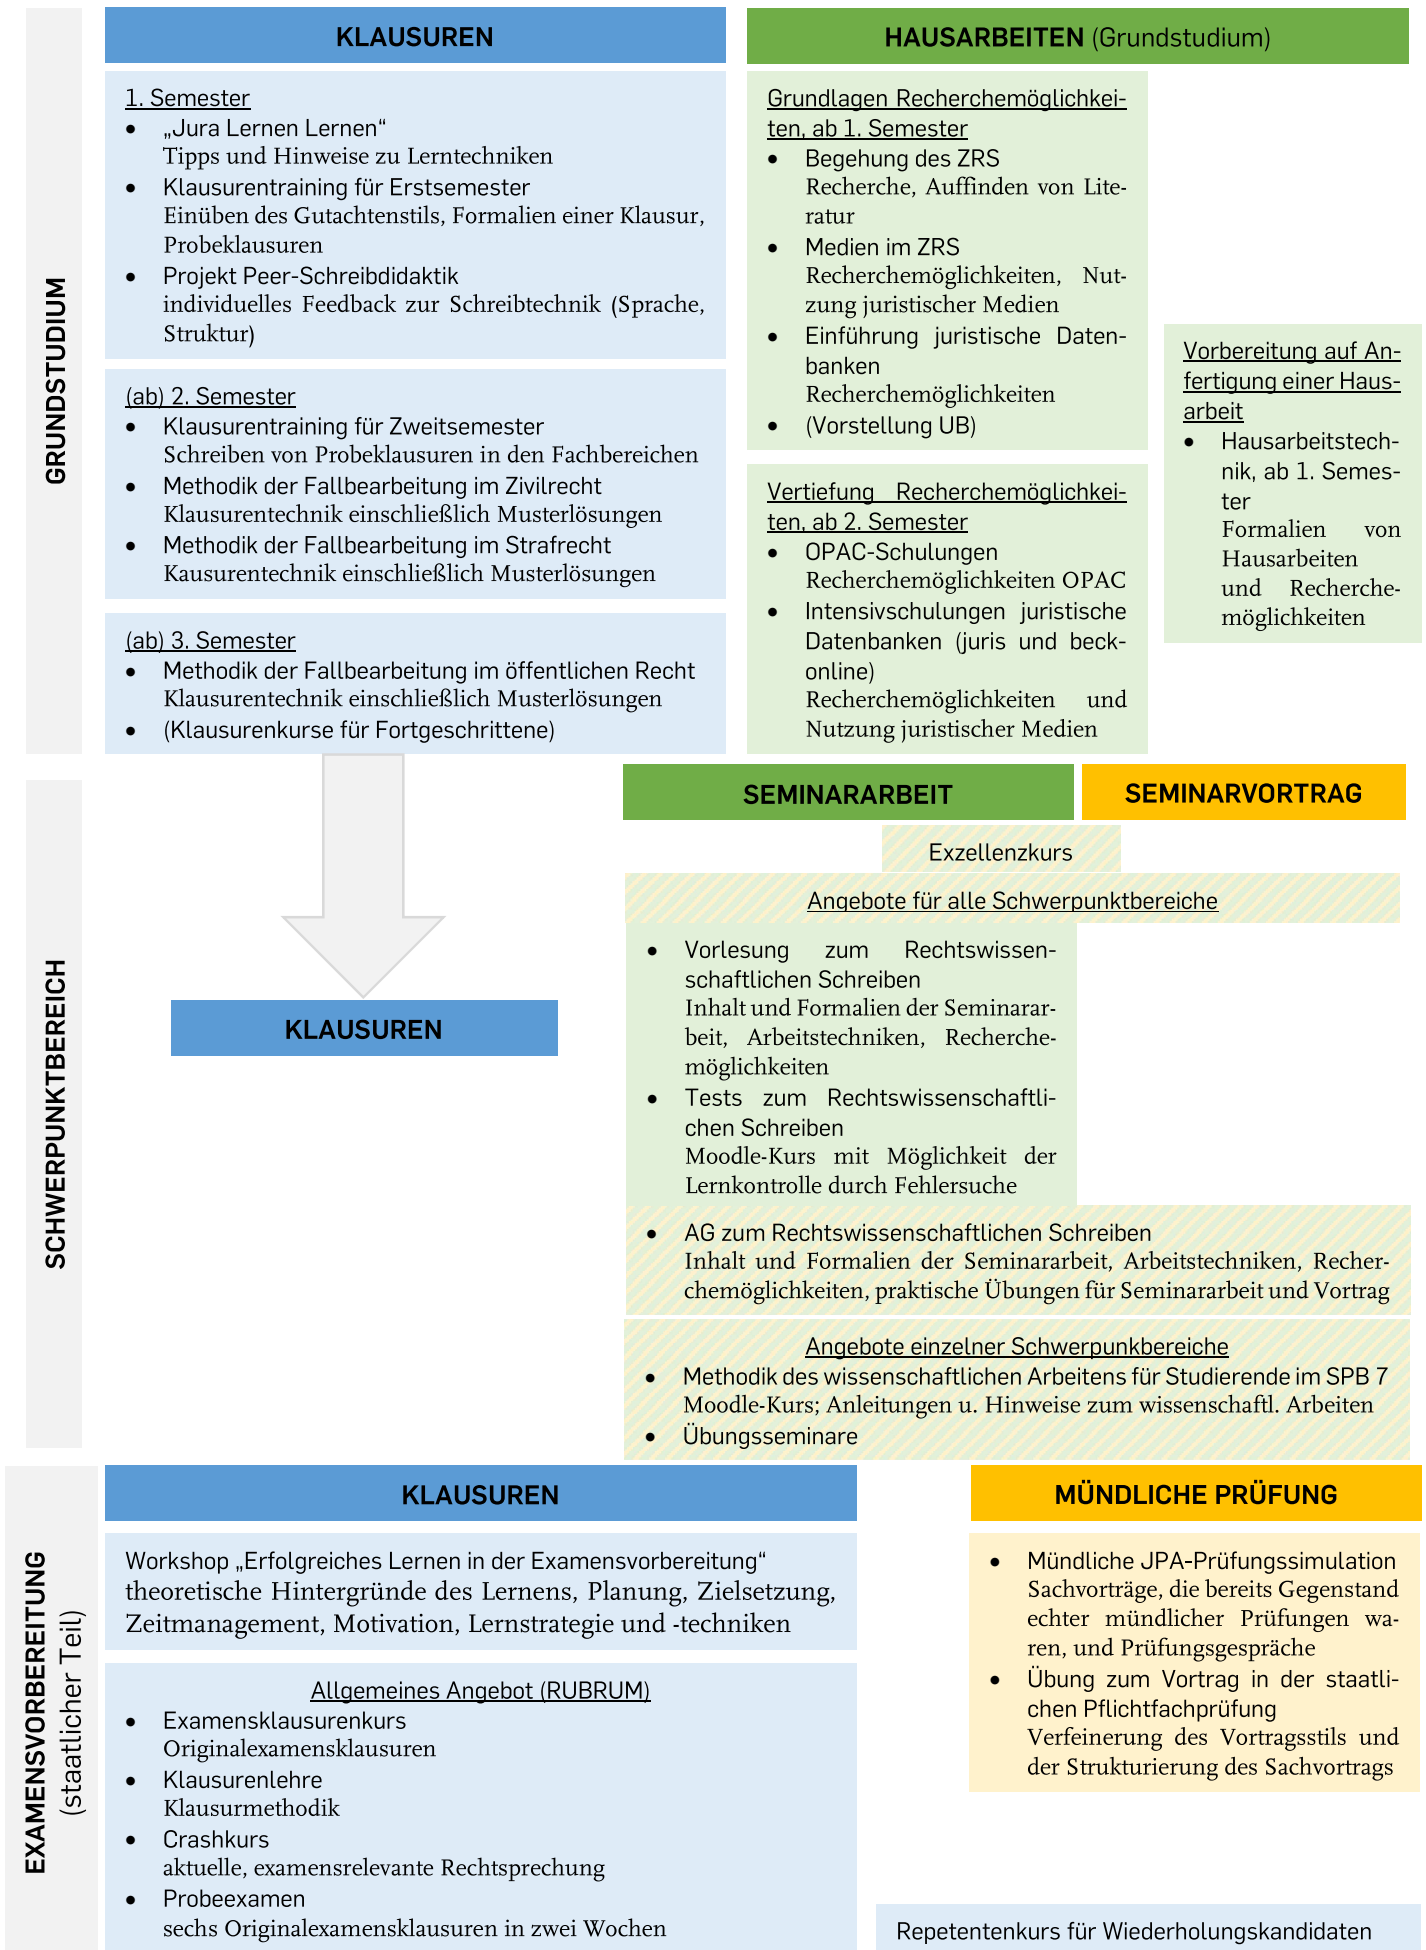 GRUNDSTUDIUM
KLAUSUREN
1. Semester
• „Jura Lernen Lernen“
Tipps und Hinweise zu Lerntechniken
• Klausurentraining für Erstsemester
Einüben des Gutachtenstils, Formalien einer Klausur,
Probeklausuren
• Projekt Peer-Schreibdidaktik
individuelles Feedback zur Schreibtechnik (Sprache,
Struktur)
(ab) 2. Semester
• Klausurentraining für Zweitsemester
Schreiben von Probeklausuren in den Fachbereichen
• Methodik der Fallbearbeitung im Zivilrecht
Klausurentechnik einschließlich Musterlösungen
• Methodik der Fallbearbeitung im Strafrecht
Kausurentechnik einschließlich Musterlösungen
(ab) 3. Semester
• Methodik der Fallbearbeitung im öffentlichen Recht
Klausurentechnik einschließlich Musterlösungen
• (Klausurenkurse für Fortgeschrittene)
HAUSARBEITEN (Grundstudium)
Grundlagen Recherchemöglichkei-
ten, ab 1. Semester
• Begehung des ZRS
Recherche, Auffinden von Lite-
ratur
• Medien im ZRS
Recherchemöglichkeiten, Nut-
zung juristischer Medien
• Einführung juristische Daten-
banken
Recherchemöglichkeiten
• (Vorstellung UB)
Vertiefung Recherchemöglichkei-
ten, ab 2. Semester
• OPAC-Schulungen
Recherchemöglichkeiten OPAC
• Intensivschulungen juristische
Datenbanken (juris und beck-
online)
Recherchemöglichkeiten und
Nutzung juristischer Medien
Vorbereitung auf An-
fertigung einer Haus-
arbeit
• Hausarbeitstech-
nik, ab 1. Semes-
ter
Formalien von
Hausarbeiten
und Recherche-
möglichkeiten
SCHWERPUNKTBEREICH
KLAUSUREN
SEMINARARBEIT
SEMINARVORTRAG
Exzellenzkurs
Angebote für alle Schwerpunktbereiche
• Vorlesung zum Rechtswissen-
schaftlichen Schreiben
Inhalt und Formalien der Seminarar-
beit, Arbeitstechniken, Recherche-
möglichkeiten
• Tests zum Rechtswissenschaftli-
chen Schreiben
Moodle-Kurs mit Möglichkeit der
Lernkontrolle durch Fehlersuche
• AG zum Rechtswissenschaftlichen Schreiben
Inhalt und Formalien der Seminararbeit, Arbeitstechniken, Recher-
chemöglichkeiten, praktische Übungen für Seminararbeit und Vortrag
Angebote einzelner Schwerpunkbereiche
• Methodik des wissenschaftlichen Arbeitens für Studierende im SPB 7
Moodle-Kurs; Anleitungen u. Hinweise zum wissenschaftl. Arbeiten
• Übungsseminare
EXAMENSVORBEREITUNG
(staatlicher Teil)
KLAUSUREN
Workshop „Erfolgreiches Lernen in der Examensvorbereitung“
theoretische Hintergründe des Lernens, Planung, Zielsetzung,
Zeitmanagement, Motivation, Lernstrategie und -techniken
Allgemeines Angebot (RUBRUM)
• Examensklausurenkurs
Originalexamensklausuren
• Klausurenlehre
Klausurmethodik
• Crashkurs
aktuelle, examensrelevante Rechtsprechung
• Probeexamen
sechs Originalexamensklausuren in zwei Wochen
MÜNDLICHE PRÜFUNG
• Mündliche JPA-Prüfungssimulation
Sachvorträge, die bereits Gegenstand
echter mündlicher Prüfungen wa-
ren, und Prüfungsgespräche
• Übung zum Vortrag in der staatli-
chen Pflichtfachprüfung
Verfeinerung des Vortragsstils und
der Strukturierung des Sachvortrags
Repetentenkurs für Wiederholungskandidaten